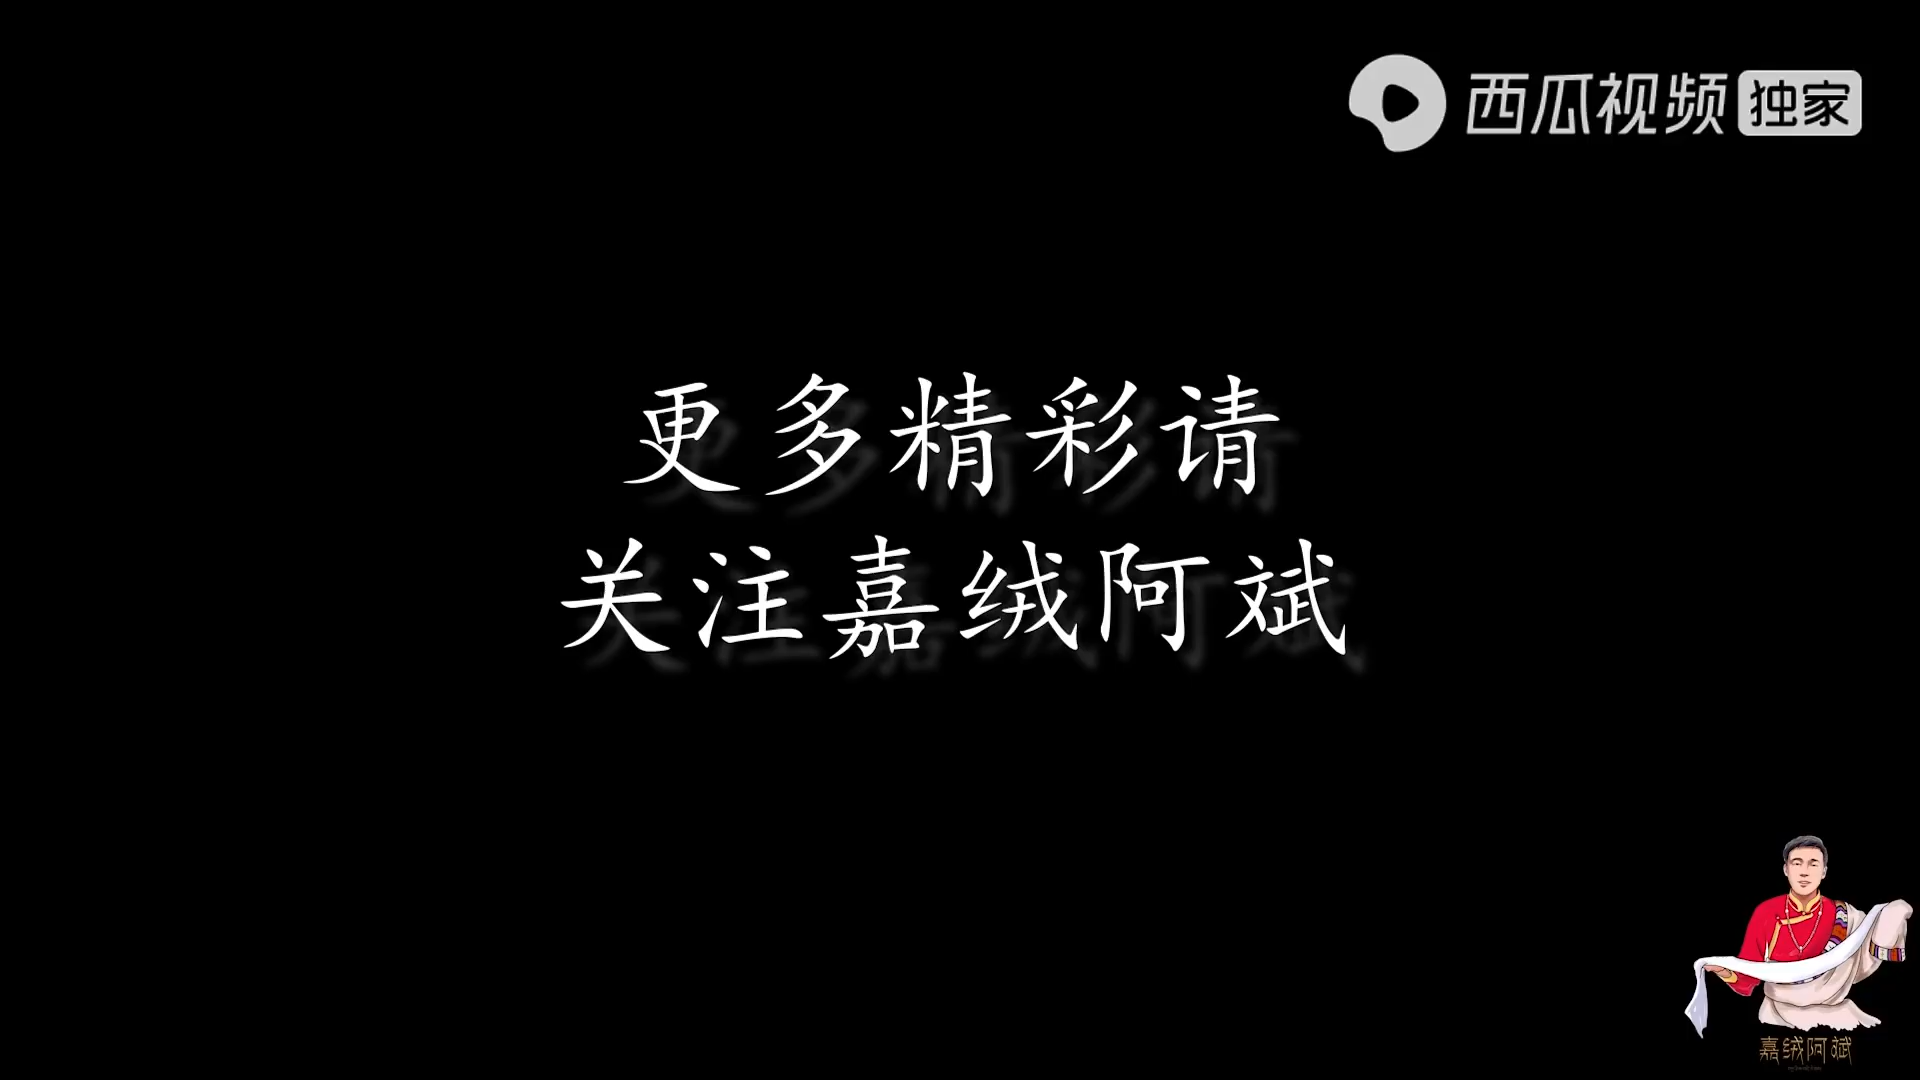 西瓜视频 独家
更多精彩请
关注嘉绒阿斌
嘉绒阿斌